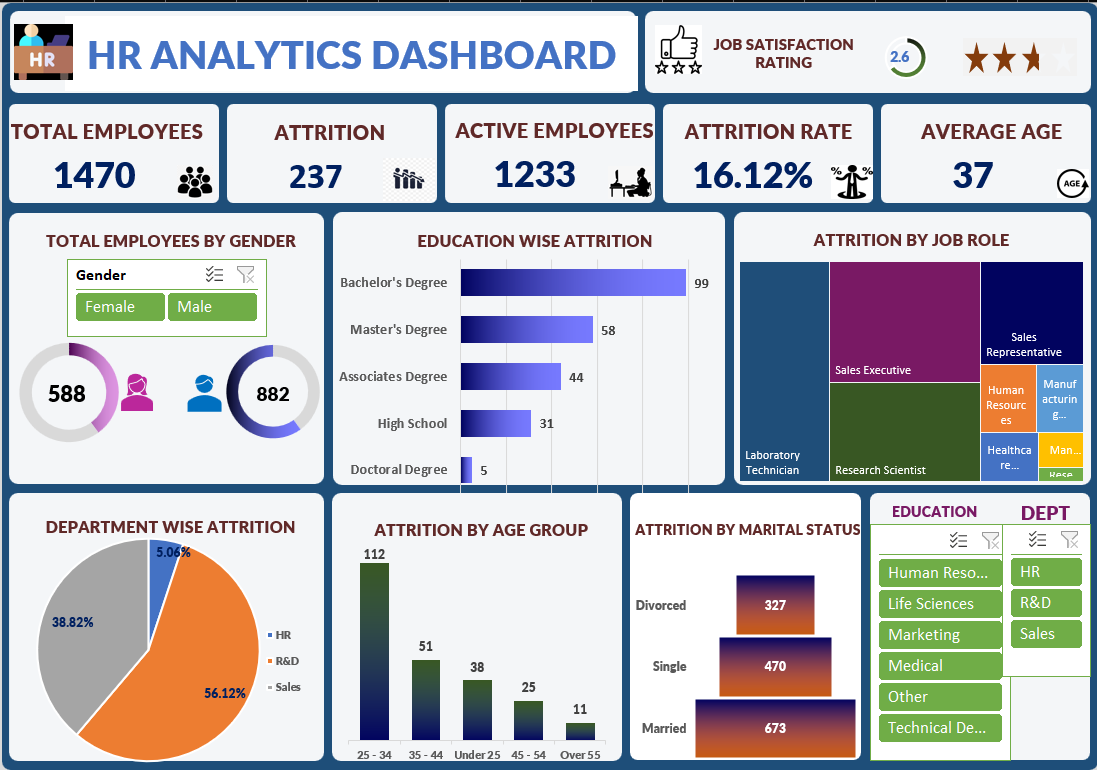 HR
HR ANALYTICS DASHBOARD
JOB SATISFACTION
RATING
2.6
TOTAL EMPLOYEES
1470
ATTRITION
237
ACTIVE EMPLOYEES
1233
ATTRITION RATE
16.12%
% %
AVERAGE AGE
37
AGE
TOTAL EMPLOYEES BY GENDER
Gender
Female
Male
588
882
EDUCATION WISE ATTRITION
Bachelor's Degree
99
Master's Degree
58
Associates Degree
44
High School
31
Doctoral Degree
5
ATTRITION BY JOB ROLE
Laboratory
Technician
Sales Executive
Research Scientist
Sales
Representative
Human
Resourc
es
Manuf
acturin
g...
Healthca
re...
Man...
Rese
DEPARTMENT WISE ATTRITION
5.06%
38.82%
56.12%
HR
R&D
Sales
ATTRITION BY AGE GROUP
112
51
38
25
11
25 - 34
35 - 44
Under 25
45 - 54
Over 55
ATTRITION BY MARITAL STATUS
Divorced
327
Single
470
Married
673
EDUCATION
Human Reso...
Life Sciences
Marketing
Medical
Other
Technical De...
DEPT
HR
R&D
Sales